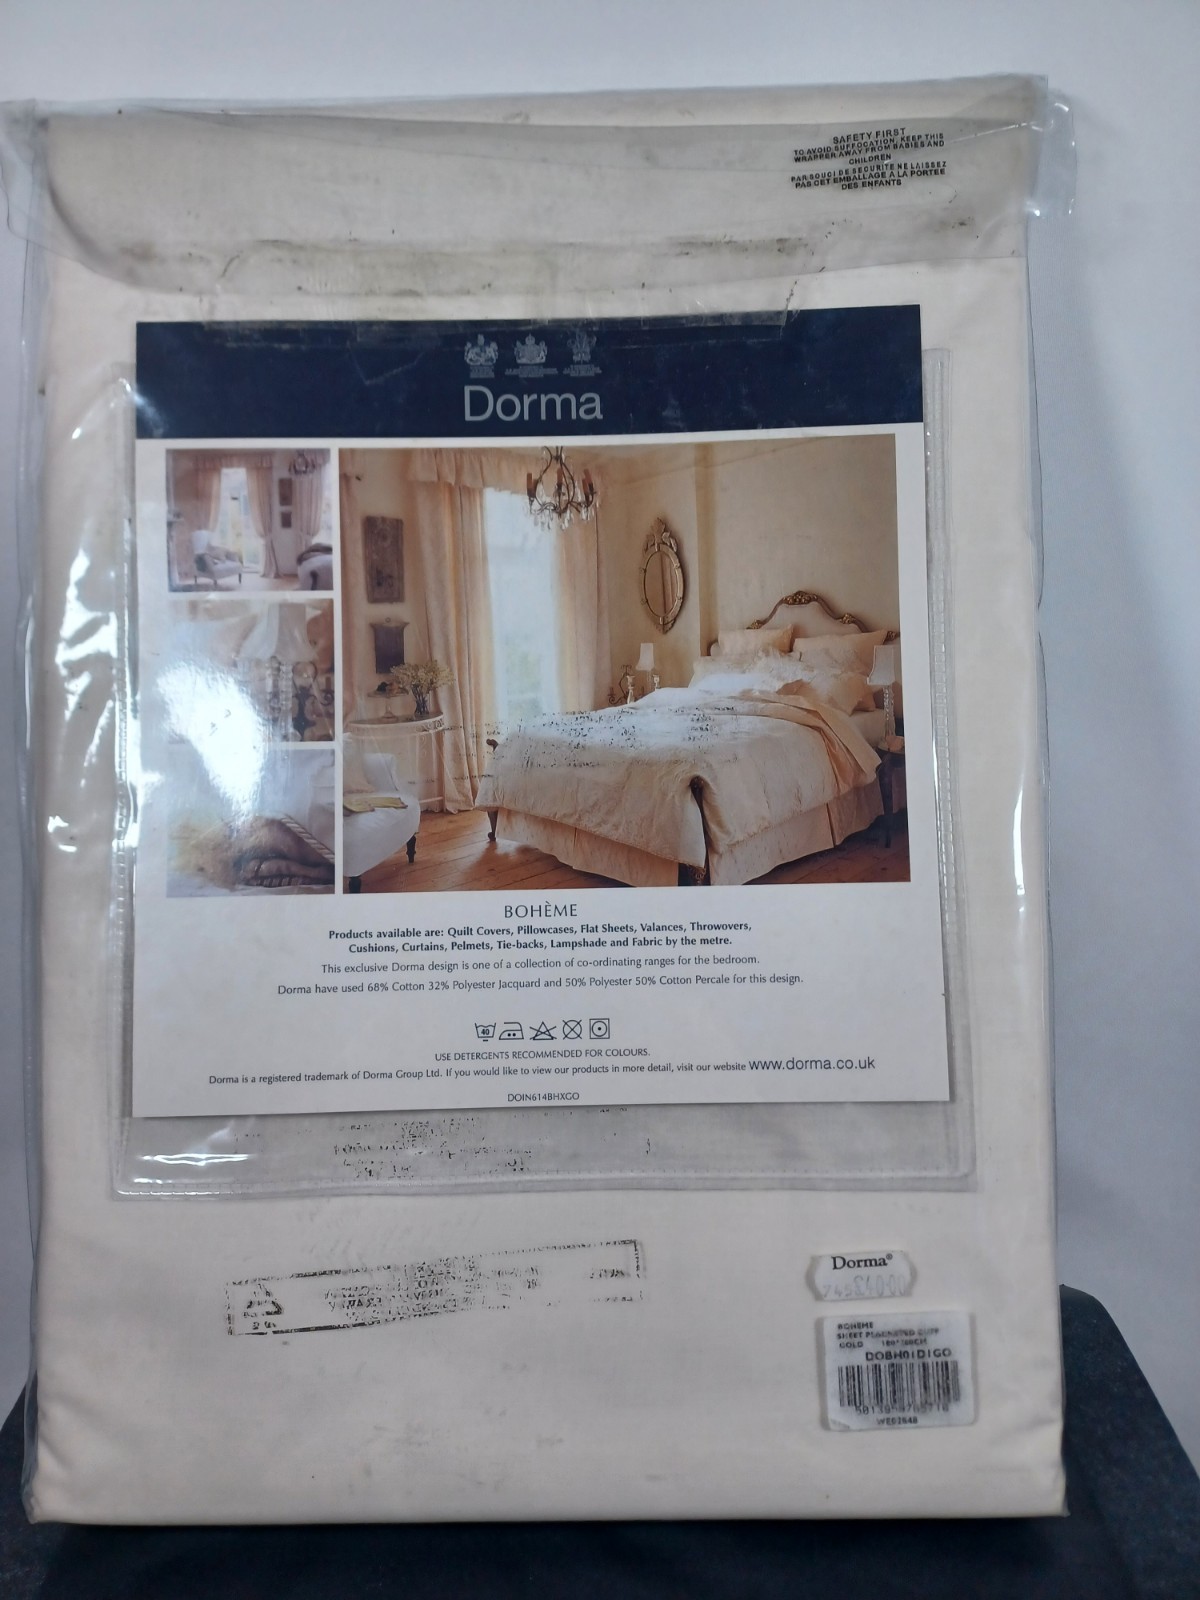 SAFETY FIRST
TO AVOID SUFFOCATION, KEEP THIS
WRAPPER AWAY FROM BABIES AND
CHILDREN
PAR SOUCI DE SECURITE NE LAISSEZ
PAS CET EMBALLAGE A LA PORTEE
DES ENFANTS
Dorma
BOHÈME
Products available are: Quilt Covers, Pillowcases, Flat Sheets, Valances, Throwovers,
Cushions, Curtains, Pelmets, Tie-backs, Lampshade and Fabric by the metre.
This exclusive Dorma design is one of a collection of co-ordinating ranges for the bedroom.
Dorma have used 68% Cotton 32% Polyester Jacquard and 50% Polyester 50% Cotton Percale for this design.
40
USE DETERGENTS RECOMMENDED FOR COLOURS.
Dorma is a registered trademark of Dorma Group Ltd. If you would like to view our products in more detail, visit our website www.dorma.co.uk
DOIN614BHXGO
Dorma®
£40.00
BOHEME
SHEET
GOLD
DOBH01D1GO